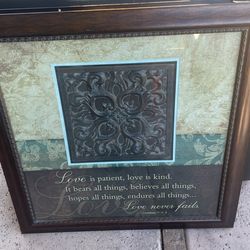 Love is patient, love is kind.
It bears all things, believes all things,
hopes all things, endures all things...
Love never fails.